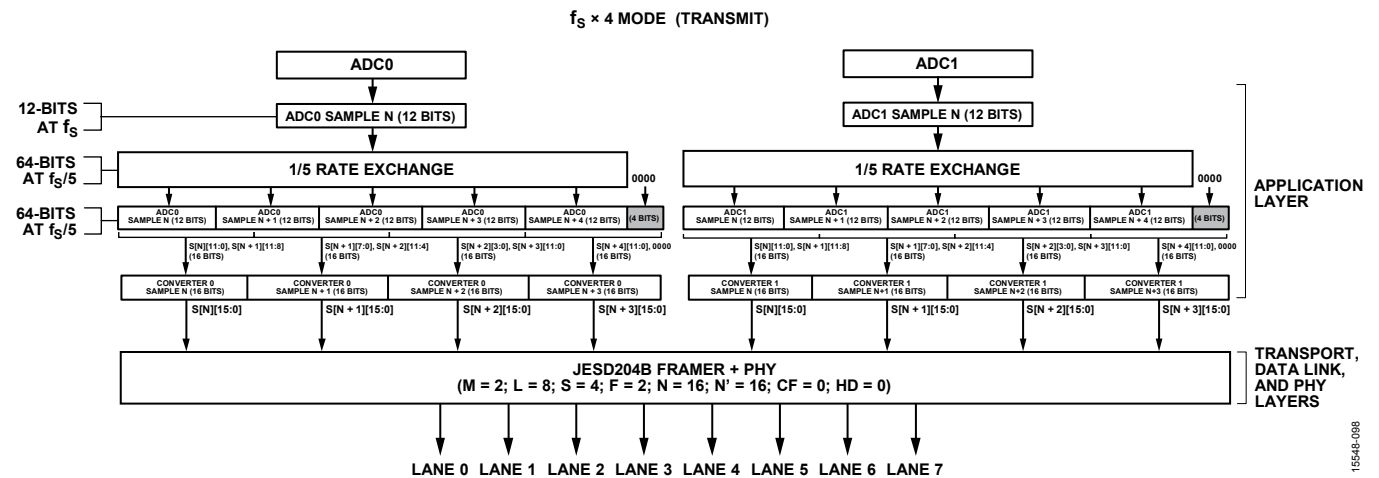 fS × 4 MODE (TRANSMIT)
ADC0
ADC1
12-BITS
AT fS
ADC0 SAMPLE N (12 BITS)
ADC1 SAMPLE N (12 BITS)
64-BITS
AT fS/5
1/5 RATE EXCHANGE
0000
1/5 RATE EXCHANGE
0000
APPLICATION
LAYER
64-BITS
AT fS/5
ADC0
SAMPLE N (12 BITS)
ADC0
SAMPLE N + 1 (12 BITS)
ADC0
SAMPLE N + 2 (12 BITS)
ADC0
SAMPLE N + 3 (12 BITS)
ADC0
SAMPLE N + 4 (12 BITS)
(4 BITS)
ADC1
SAMPLE N (12 BITS)
ADC1
SAMPLE N + 1 (12 BITS)
ADC1
SAMPLE N + 2 (12 BITS)
ADC1
SAMPLE N + 3 (12 BITS)
ADC1
SAMPLE N + 4 (12 BITS)
(4 BITS)
S[N][11:0], S[N + 1][11:8]
(16 BITS)
S[N + 1][7:0], S[N + 2][11:4]
(16 BITS)
S[N + 2][3:0], S[N + 3][11:0]
(16 BITS)
S[N + 4][11:0], 0000
(16 BITS)
S[N][11:0], S[N + 1][11:8]
(16 BITS)
S[N + 1][7:0], S[N + 2][11:4]
(16 BITS)
S[N + 2][3:0], S[N + 3][11:0]
(16 BITS)
S[N + 4][11:0], 0000
(16 BITS)
CONVERTER 0
SAMPLE N (16 BITS)
CONVERTER 0
SAMPLE N + 1 (16 BITS)
CONVERTER 0
SAMPLE N + 2 (16 BITS)
CONVERTER 0
SAMPLE N + 3 (16 BITS)
CONVERTER 1
SAMPLE N (16 BITS)
CONVERTER 1
SAMPLE N+1 (16 BITS)
CONVERTER 1
SAMPLE N+2 (16 BITS)
CONVERTER 1
SAMPLE N+3 (16 BITS)
S[N][15:0]
S[N + 1][15:0]
S[N + 2][15:0]
S[N + 3][15:0]
S[N][15:0]
S[N + 1][15:0]
S[N + 2][15:0]
S[N + 3][15:0]
JESD204B FRAMER + PHY
(M = 2; L = 8; S = 4; F = 2; N = 16; N' = 16; CF = 0; HD = 0)
TRANSPORT,
DATA LINK,
AND PHY
LAYERS
LANE 0 LANE 1 LANE 2 LANE 3 LANE 4 LANE 5 LANE 6 LANE 7
15548-098